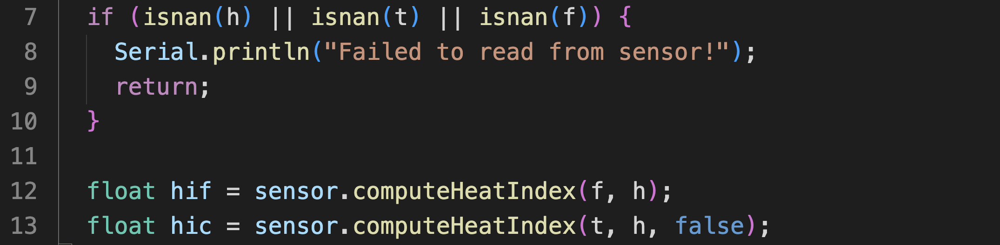 7 if (isnan(h) || isnan(t) || isnan(f)) {
8 Serial.println("Failed to read from sensor!");
9 return;
10 }
11
12 float hif = sensor.computeHeatIndex(f, h);
13 float hic = sensor.computeHeatIndex(t, h, false);